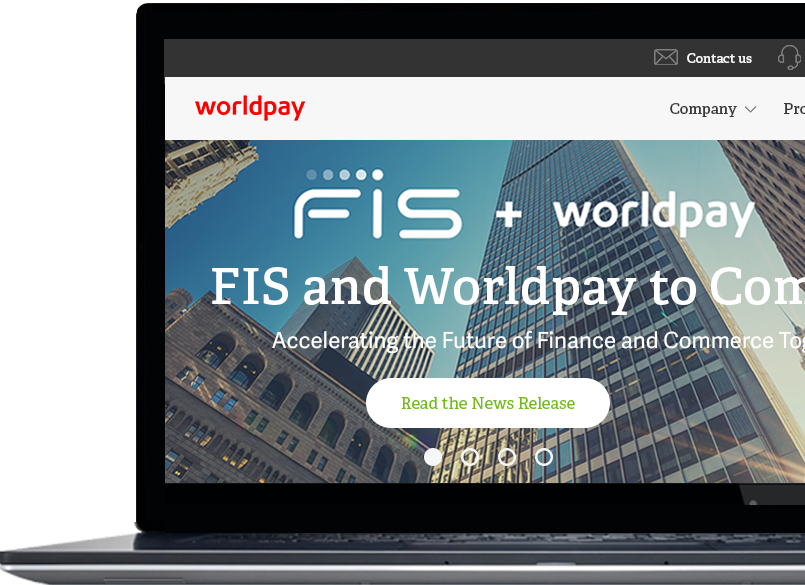 Contact us
worldpay
Company
Pro
FIS + worldpay
FIS and Worldpay to Com
Accelerating the Future of Finance and Commerce Tog
Read the News Release